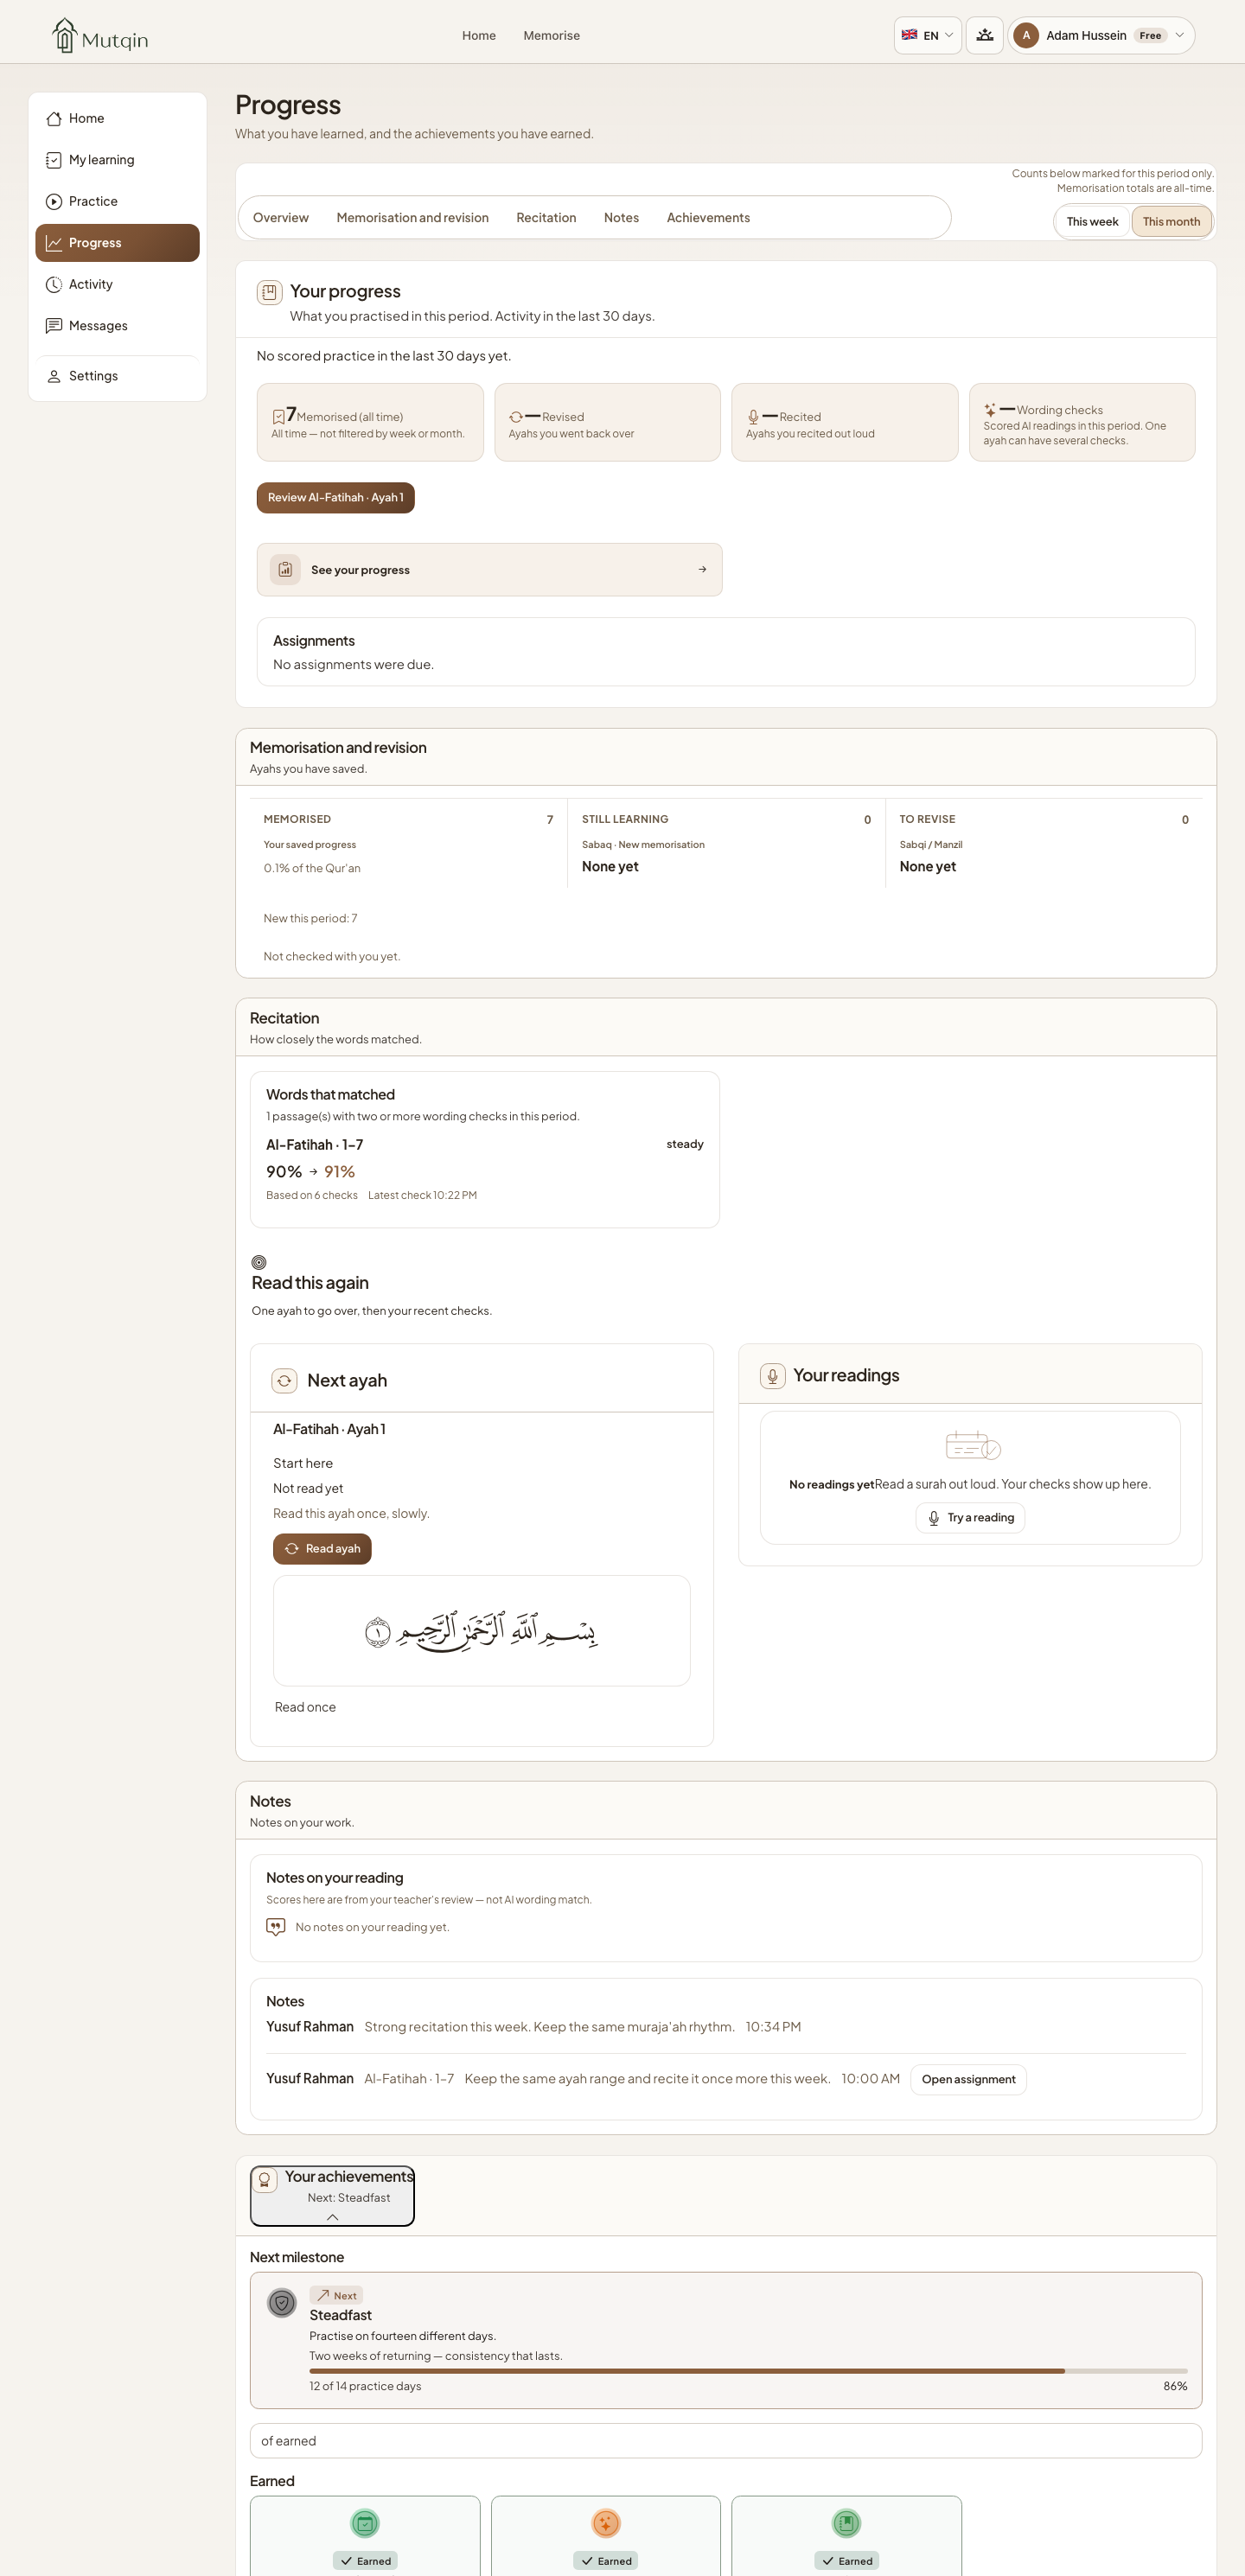 Mutqin
Home
Memorise
EN
A
Adam Hussein
Free
Home
My learning
Practice
Progress
Activity
Messages
Settings
Progress
What you have learned, and the achievements you have earned.
Counts below marked for this period only.
Memorisation totals are all-time.
Overview
Memorisation and revision
Recitation
Notes
Achievements
This week
This month
Your progress
What you practised in this period. Activity in the last 30 days.
No scored practice in the last 30 days yet.
7 Memorised (all time)
All time — not filtered by week or month.
— Revised
Ayahs you went back over
— Recited
Ayahs you recited out loud
— Wording checks
Scored AI readings in this period. One
ayah can have several checks.
Review Al-Fatihah · Ayah 1
See your progress →
Assignments
No assignments were due.
Memorisation and revision
Ayahs you have saved.
MEMORISED 7
Your saved progress
0.1% of the Qur'an
STILL LEARNING 0
Sabaq · New memorisation
None yet
TO REVISE 0
Sabqi / Manzil
None yet
New this period: 7
Not checked with you yet.
Recitation
How closely the words matched.
Words that matched
1 passage(s) with two or more wording checks in this period.
Al-Fatihah · 1–7 steady
90% → 91%
Based on 6 checks Latest check 10:22 PM
Read this again
One ayah to go over, then your recent checks.
Next ayah
Al-Fatihah · Ayah 1
Start here
Not read yet
Read this ayah once, slowly.
Read ayah
بِسْمِ ٱللَّهِ ٱلرَّحْمَٰنِ ٱلرَّحِيمِ ١
Read once
Your readings
No readings yet Read a surah out loud. Your checks show up here.
Try a reading
Notes
Notes on your work.
Notes on your reading
Scores here are from your teacher's review — not AI wording match.
No notes on your reading yet.
Notes
Yusuf Rahman Strong recitation this week. Keep the same muraja'ah rhythm. 10:34 PM
Yusuf Rahman Al-Fatihah · 1–7 Keep the same ayah range and recite it once more this week. 10:00 AM Open assignment
Your achievements
Next: Steadfast
Next milestone
Next
Steadfast
Practise on fourteen different days.
Two weeks of returning — consistency that lasts.
12 of 14 practice days 86%
of earned
Earned
Earned
Earned
Earned